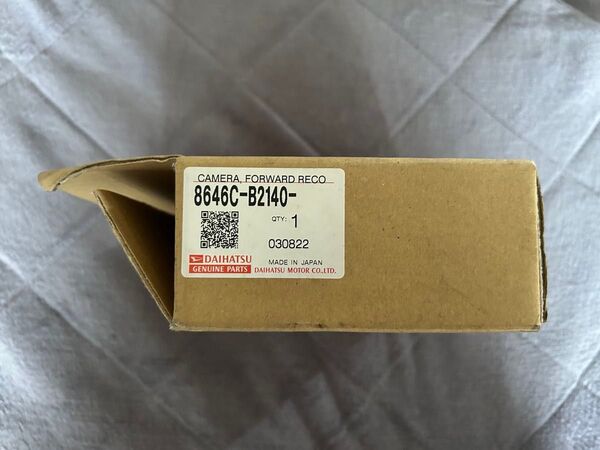 CAMERA, FORWARD RECO
8646C-B2140-
QTY: 1
030822
DAIHATSU
MADE IN JAPAN
GENUINE PARTS
DAIHATSU MOTOR CO.,LTD.